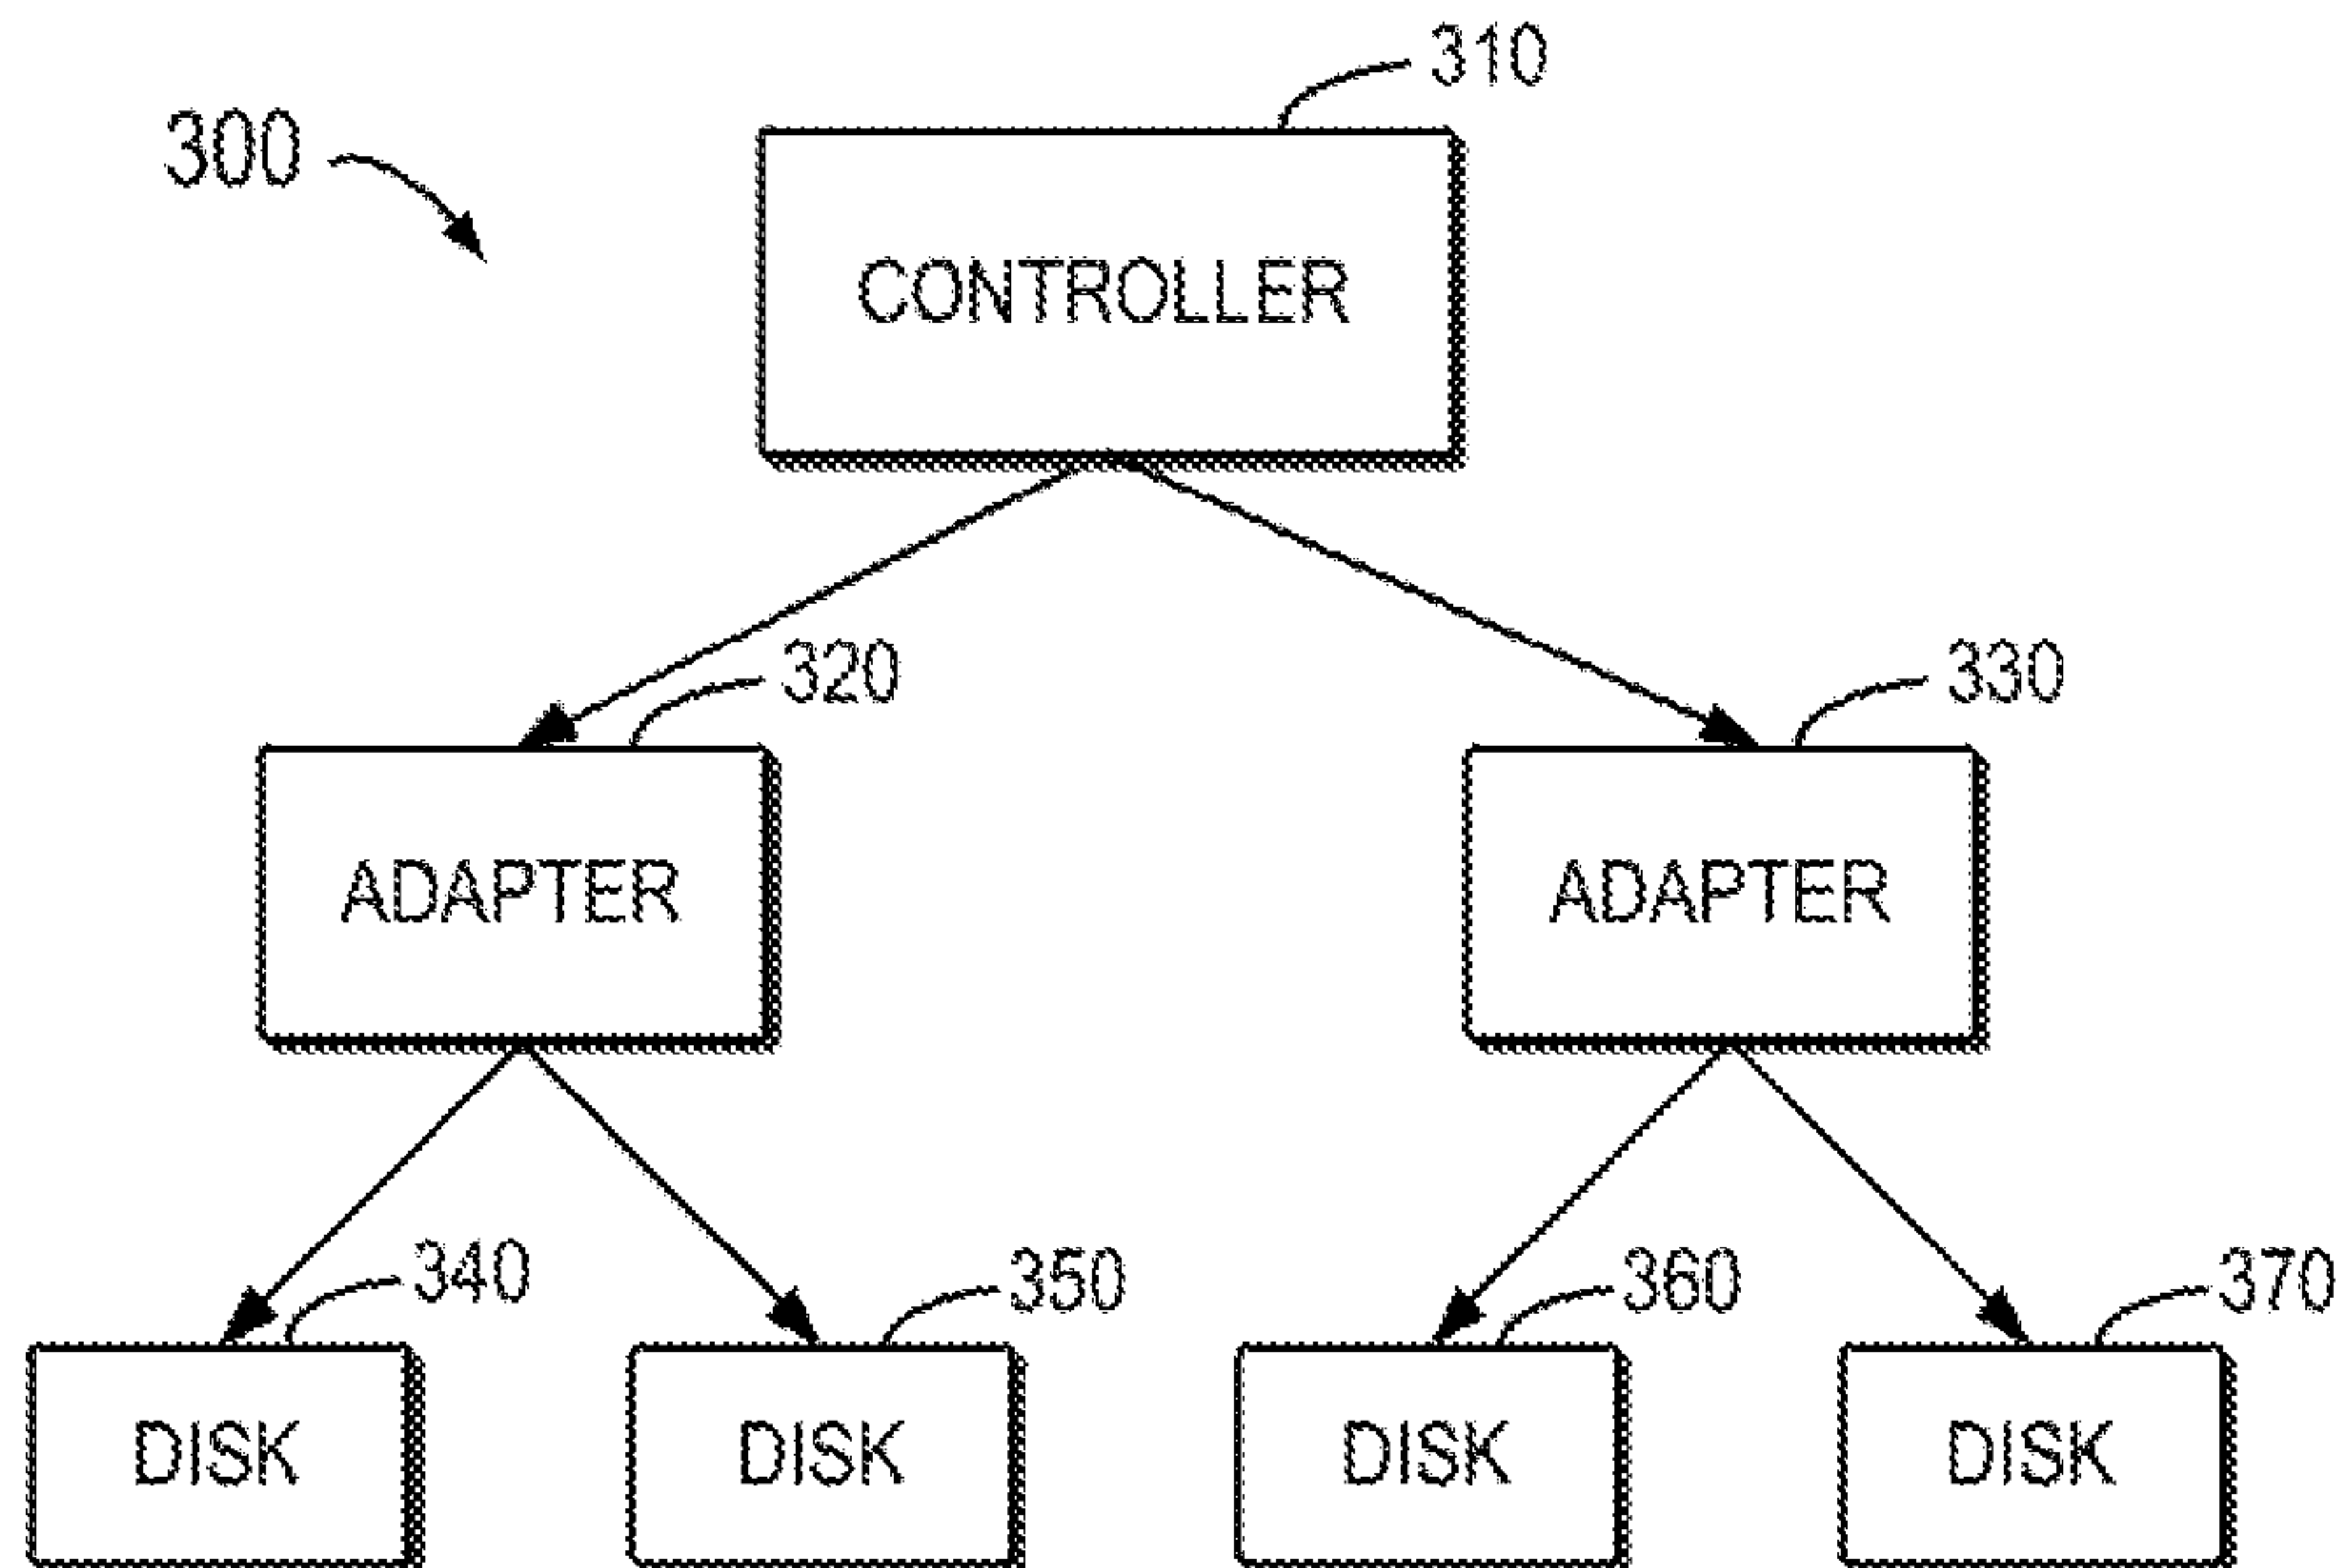 310
300
CONTROLLER
320
330
ADAPTER
ADAPTER
340
350
360
370
DISK
DISK
DISK
DISK